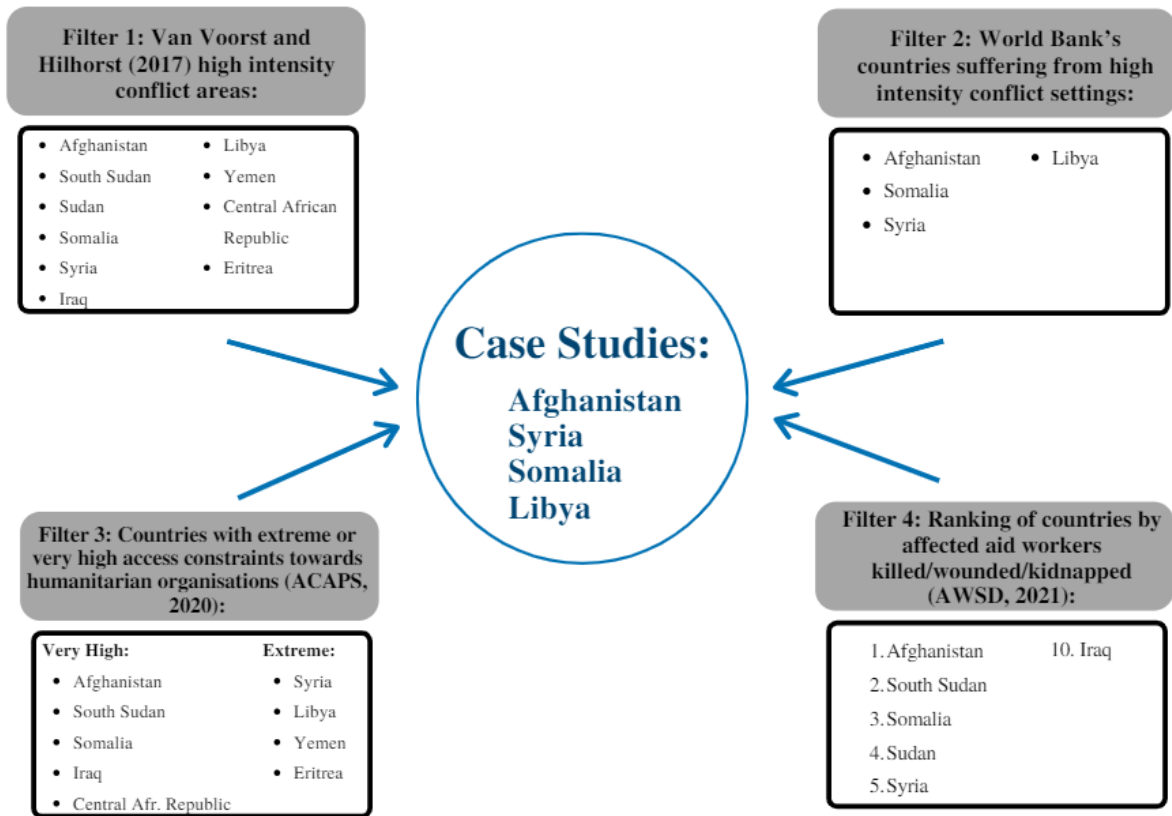 Filter 1: Van Voorst and
Hilhorst (2017) high intensity
conflict areas:
• Afghanistan
• South Sudan
• Sudan
• Somalia
• Syria
• Iraq
• Libya
• Yemen
• Central African
Republic
• Eritrea
Filter 2: World Bank's
countries suffering from high
intensity conflict settings:
• Afghanistan
• Somalia
• Syria
• Libya
Case Studies:
Afghanistan
Syria
Somalia
Libya
Filter 3: Countries with extreme or
very high access constraints towards
humanitarian organisations (ACAPS,
2020):
Very High:
• Afghanistan
• South Sudan
• Somalia
• Iraq
• Central Afr. Republic
Extreme:
• Syria
• Libya
• Yemen
• Eritrea
Filter 4: Ranking of countries by
affected aid workers
killed/wounded/kidnapped
(AWSD, 2021):
1. Afghanistan
2. South Sudan
3. Somalia
4. Sudan
5. Syria
10. Iraq